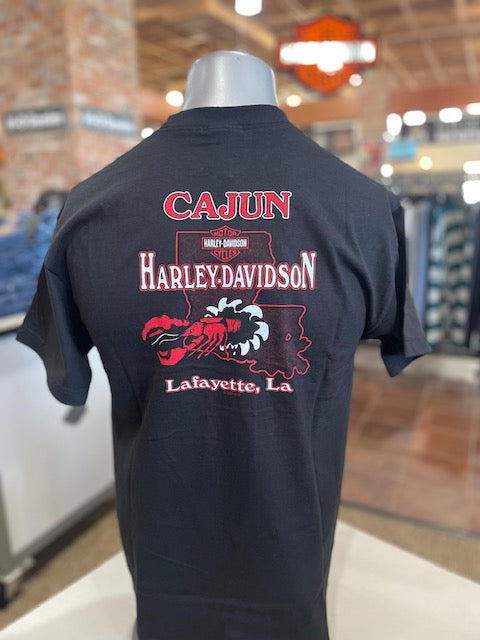 CAJUN
MOTOR
HARLEY-DAVIDSON
CYCLES
HARLEY-DAVIDSON
Lafayette, La